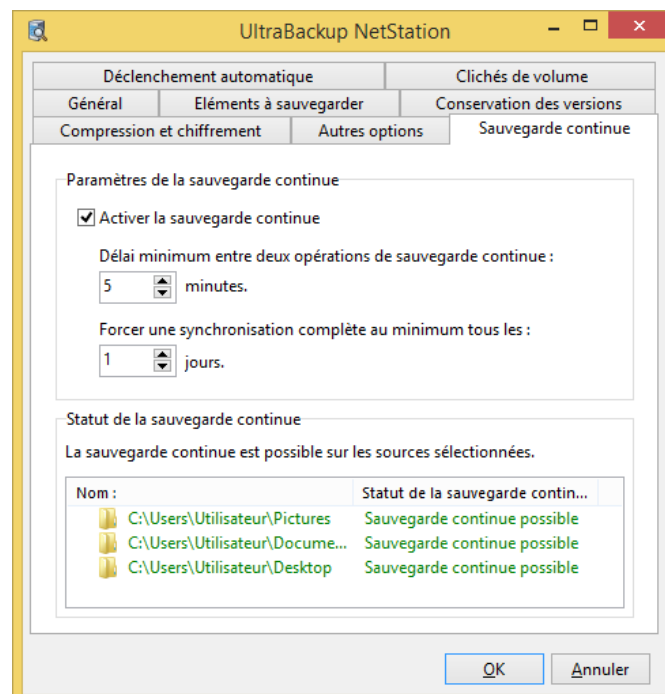 UltraBackup NetStation
Déclenchement automatique Clichés de volume
Général Eléments à sauvegarder Conservation des versions
Compression et chiffrement Autres options Sauvegarde continue
Paramètres de la sauvegarde continue
Activer la sauvegarde continue
Délai minimum entre deux opérations de sauvegarde continue :
5 minutes.
Forcer une synchronisation complète au minimum tous les :
1 jours.
Statut de la sauvegarde continue
La sauvegarde continue est possible sur les sources sélectionnées.
Nom : Statut de la sauvegarde contin...
C:\Users\Utilisateur\Pictures Sauvegarde continue possible
C:\Users\Utilisateur\Docume... Sauvegarde continue possible
C:\Users\Utilisateur\Desktop Sauvegarde continue possible
OK Annuler